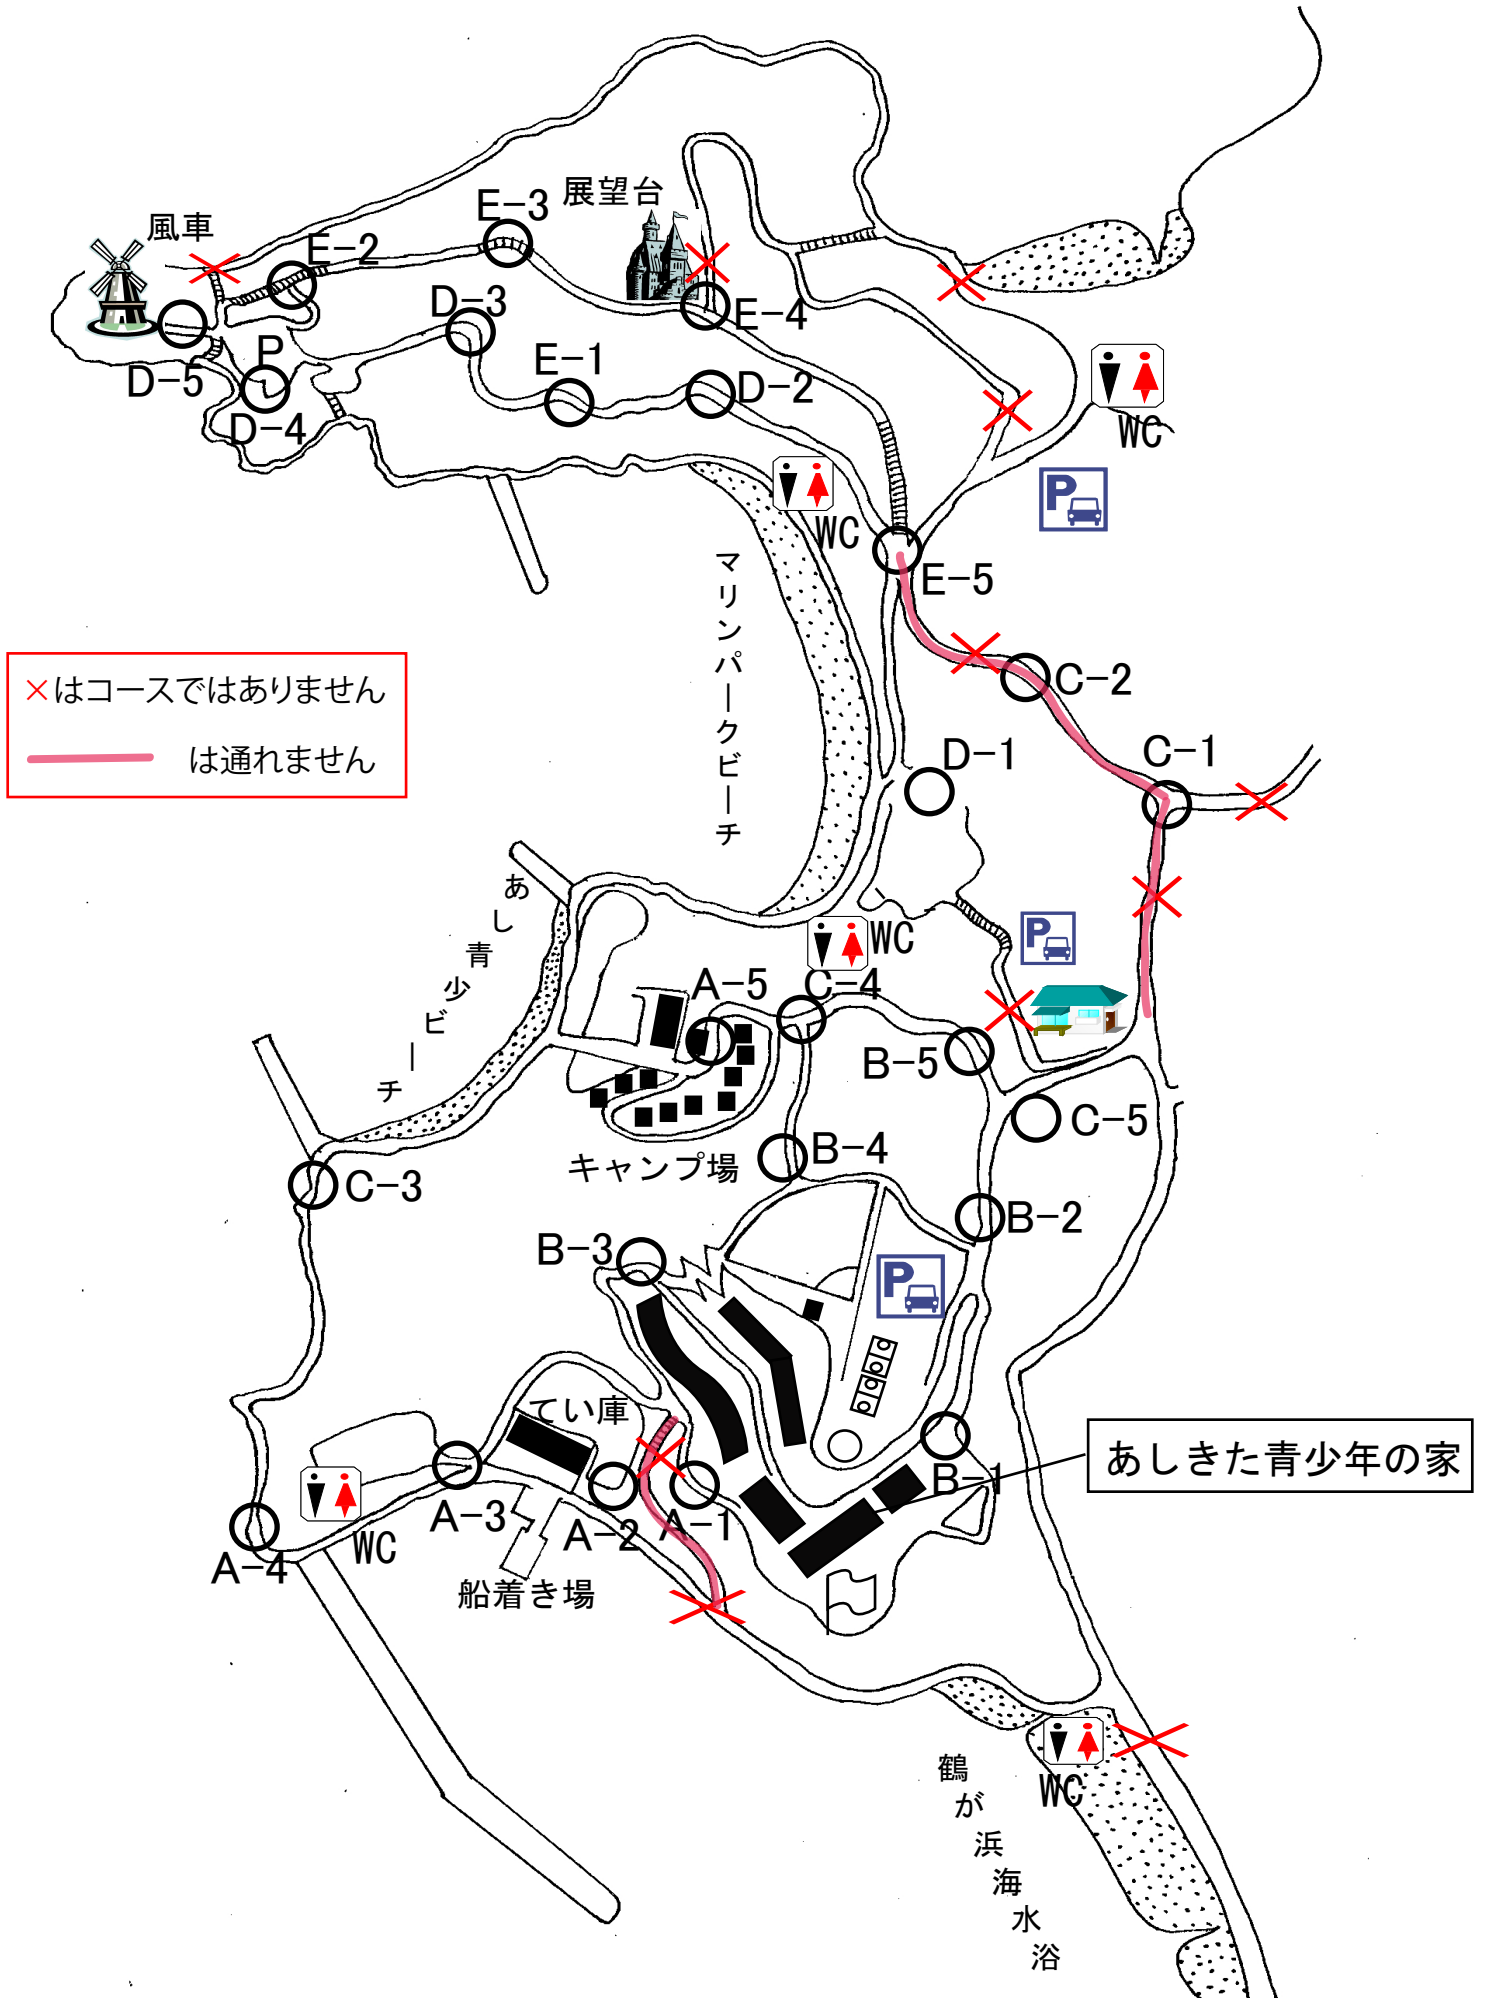 展望台
風車
E-3
E-2
D-3
E-4
E-1
P
D-5
D-2
D-4
WC
P
WC
マリンパークビーチ
E-5
×はコースではありません
は通れません
C-2
D-1
C-1
あし青少ビーチ
WC
P
A-5
C-4
B-5
C-5
B-4
キャンプ場
C-3
B-2
B-3
P
てい庫
あしきた青少年の家
B-1
A-3
A-2
A-1
WC
A-4
船着き場
鶴が浜海水浴
WC